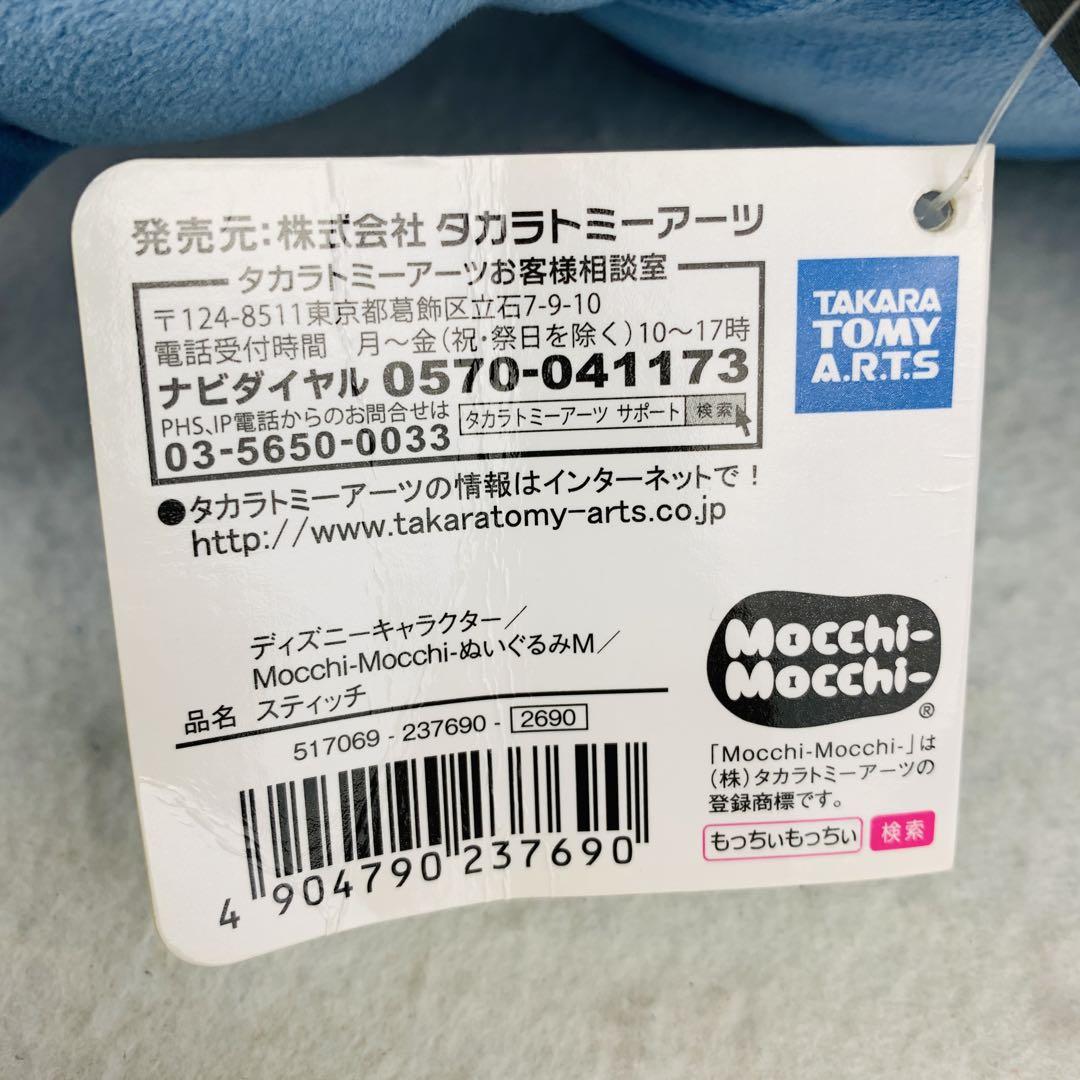 発売元:株式会社 タカラトミーアーツ
タカラトミーアーツお客様相談室
〒124-8511東京都葛飾区立石7-9-10
電話受付時間 月～金(祝・祭日を除く)10～17時
ナビダイヤル 0570-041173
PHS、IP電話からのお問合せは
03-5650-0033
タカラトミーアーツ サポート 検索
●タカラトミーアーツの情報はインターネットで!
http://www.takaratomy-arts.co.jp
TAKARA
TOMY
A.R.T.S
ディズニーキャラクター/
Mocchi-Mocchi-ぬいぐるみM/
品名 スティッチ
517069 - 237690 - 2690
4 904790 237690
Mocchi-
Mocchi-
®
「Mocchi-Mocchi-」は
(株)タカラトミーアーツの
登録商標です。
もっちぃもっちぃ 検索